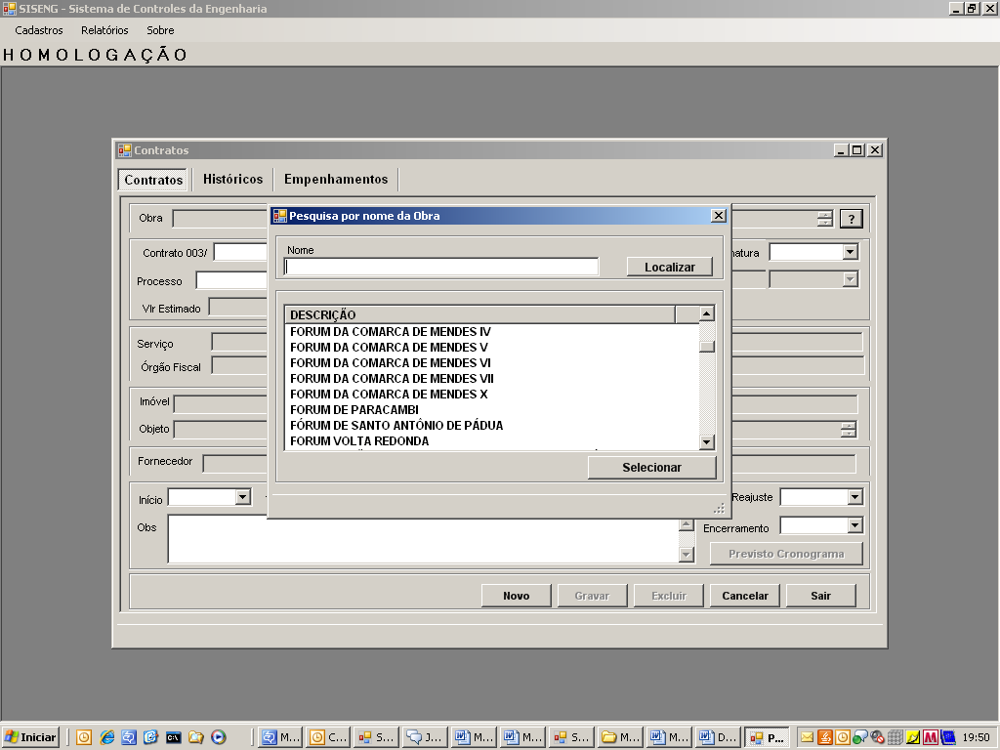 SISENG - Sistema de Controles da Engenharia
Cadastros Relatórios Sobre
HOMOLOGAÇÃO
Contratos
Contratos Históricos Empenhamentos
Obra ?
Pesquisa por nome da Obra
Nome
Localizar
Contrato 003/ natura
Processo
Vlr Estimado
DESCRIÇÃO
FORUM DA COMARCA DE MENDES IV
FORUM DA COMARCA DE MENDES V
FORUM DA COMARCA DE MENDES VI
FORUM DA COMARCA DE MENDES VII
FORUM DA COMARCA DE MENDES X
FORUM DE PARACAMBI
FÓRUM DE SANTO ANTÔNIO DE PÁDUA
FORUM VOLTA REDONDA
Selecionar
Serviço
Órgão Fiscal
Imóvel
Objeto
Fornecedor
Início Reajuste
Obs Encerramento
Previsto Cronograma
Novo Gravar Excluir Cancelar Sair
Iniciar M... C... S... J... M... M... S... M... M... D... P... 19:50